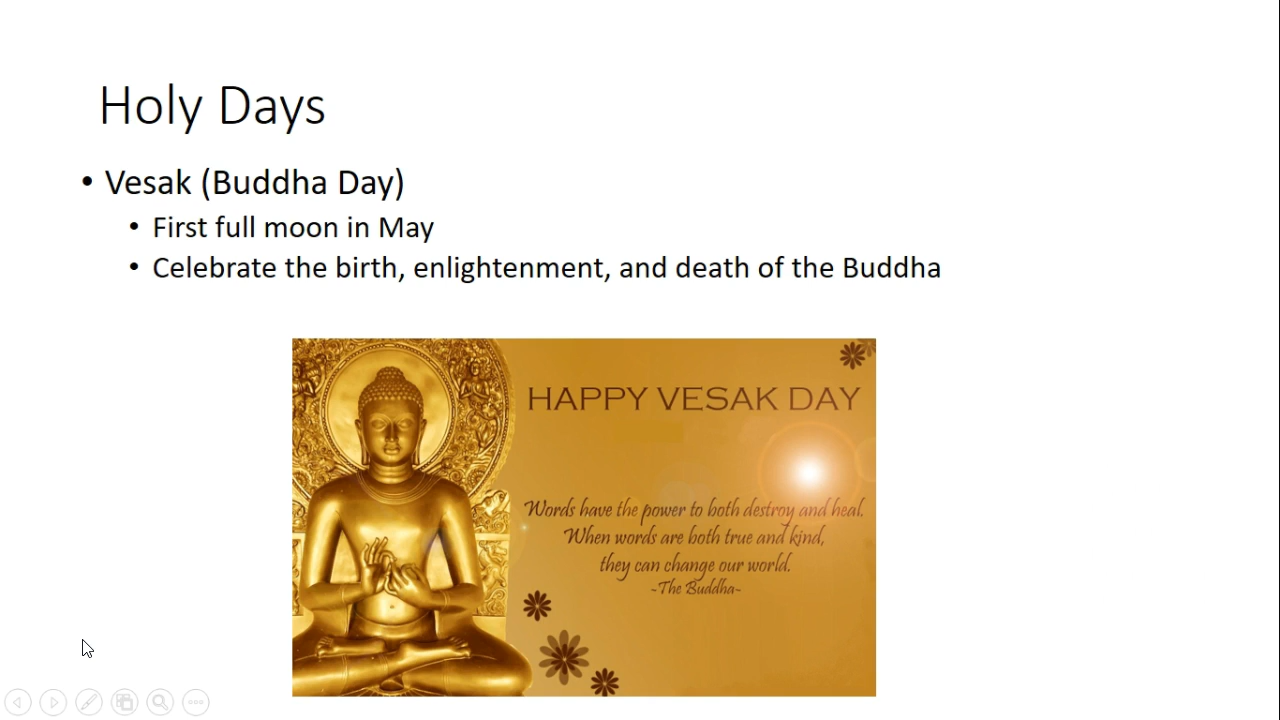 Holy Days
• Vesak (Buddha Day)
• First full moon in May
• Celebrate the birth, enlightenment, and death of the Buddha
HAPPY VESAK DAY
Words have the power to both destroy and heal.
When words are both true and kind,
they can change our world.
~The Buddha~